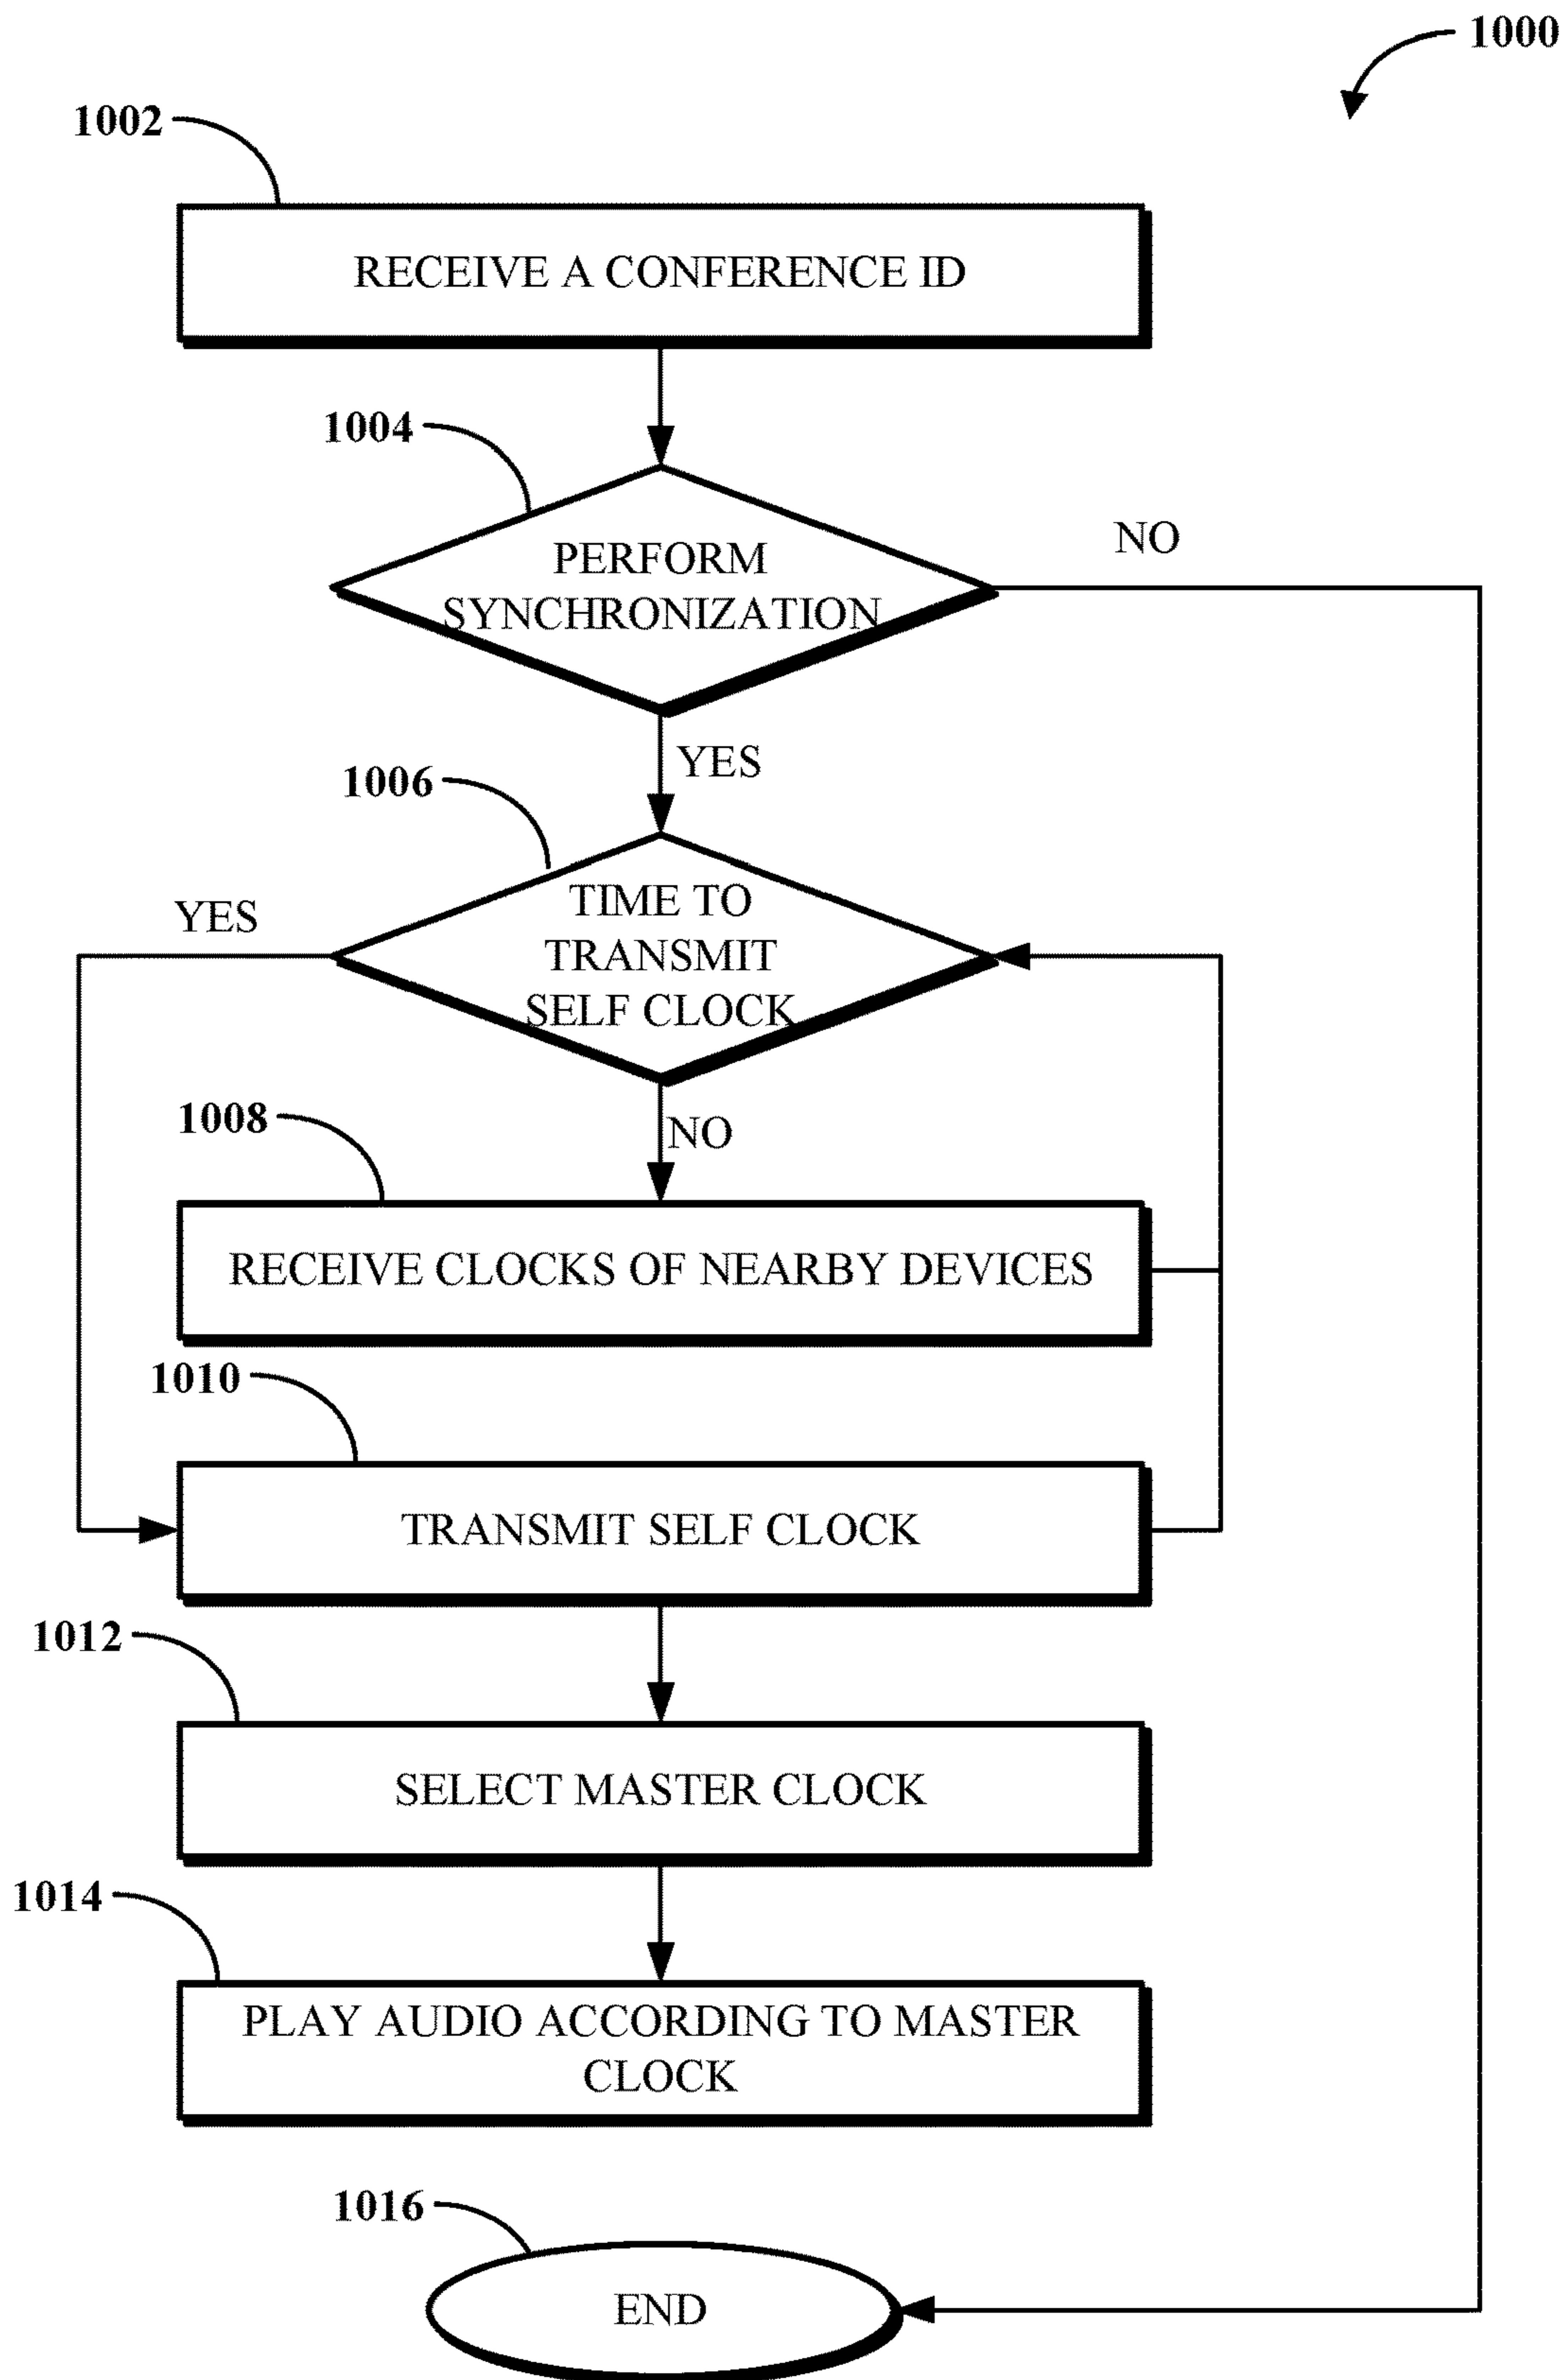 1000
1002
RECEIVE A CONFERENCE ID
1004
PERFORM
SYNCHRONIZATION
NO
YES
1006
TIME TO
TRANSMIT
SELF CLOCK
YES
NO
1008
RECEIVE CLOCKS OF NEARBY DEVICES
1010
TRANSMIT SELF CLOCK
1012
SELECT MASTER CLOCK
1014
PLAY AUDIO ACCORDING TO MASTER
CLOCK
1016
END